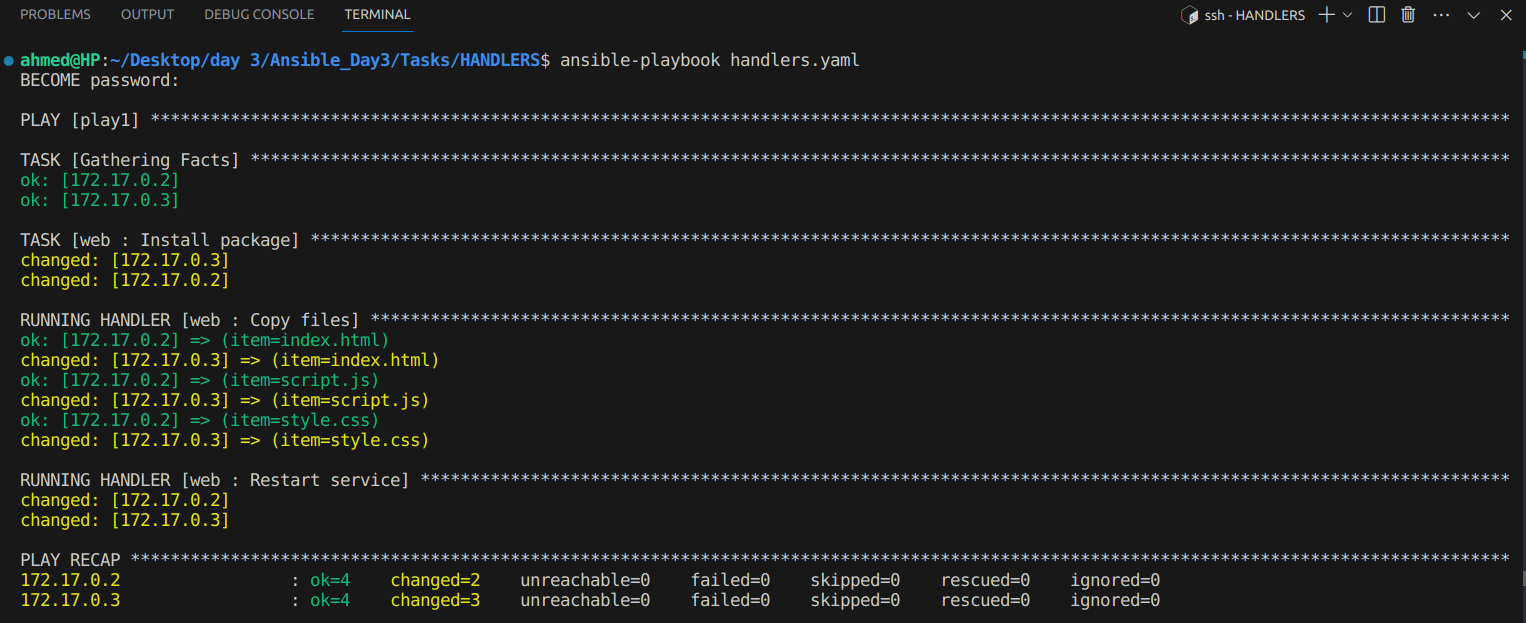 PROBLEMS OUTPUT DEBUG CONSOLE TERMINAL ssh - HANDLERS
ahmed@HP:~/Desktop/day 3/Ansible_Day3/Tasks/HANDLERS$ ansible-playbook handlers.yaml
BECOME password:
PLAY [play1] ****************************************************************************************************************************************
TASK [Gathering Facts] ******************************************************************************************************************************
ok: [172.17.0.2]
ok: [172.17.0.3]
TASK [web : Install package] ************************************************************************************************************************
changed: [172.17.0.3]
changed: [172.17.0.2]
RUNNING HANDLER [web : Copy files] ******************************************************************************************************************
ok: [172.17.0.2] => (item=index.html)
changed: [172.17.0.3] => (item=index.html)
ok: [172.17.0.2] => (item=script.js)
changed: [172.17.0.3] => (item=script.js)
ok: [172.17.0.2] => (item=style.css)
changed: [172.17.0.3] => (item=style.css)
RUNNING HANDLER [web : Restart service] *************************************************************************************************************
changed: [172.17.0.2]
changed: [172.17.0.3]
PLAY RECAP ******************************************************************************************************************************************
172.17.0.2                 : ok=4    changed=2    unreachable=0    failed=0    skipped=0    rescued=0    ignored=0
172.17.0.3                 : ok=4    changed=3    unreachable=0    failed=0    skipped=0    rescued=0    ignored=0